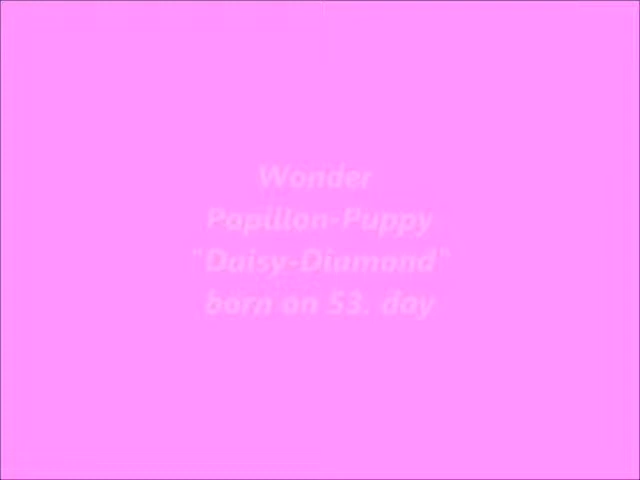 Wonder
Papillon-Puppy
"Daisy-Diamond"
born on 53. day